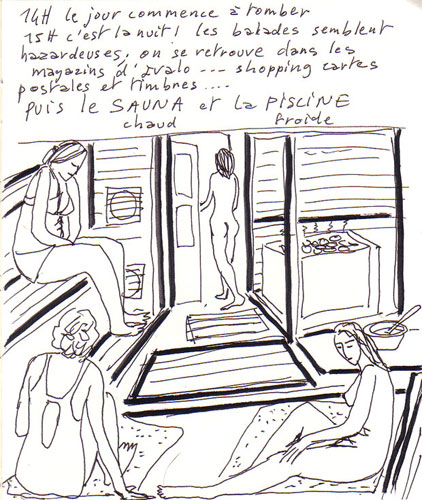 14H le jour commence à tomber
15H c'est la nuit! les balades semblent
hazardeuses, on se retrouve dans les
magazins d'Ivalo --- shopping cartes
postales et timbres ....
puis le SAUNA et la PISCINE
chaud froide